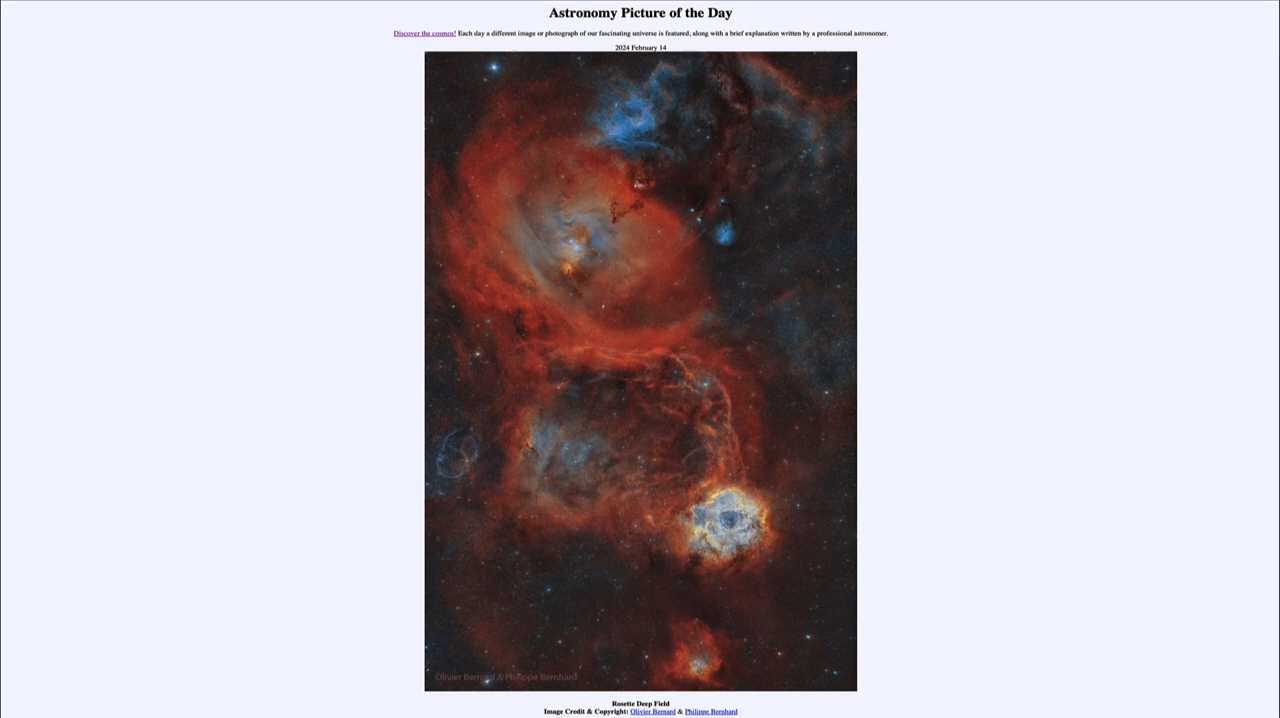 Astronomy Picture of the Day
Discover the cosmos! Each day a different image or photograph of our fascinating universe is featured, along with a brief explanation written by a professional astronomer.
2024 February 14
Olivier Bernard & Philippe Bernhard
Rosette Deep Field
Image Credit & Copyright: Olivier Bernard & Philippe Bernhard